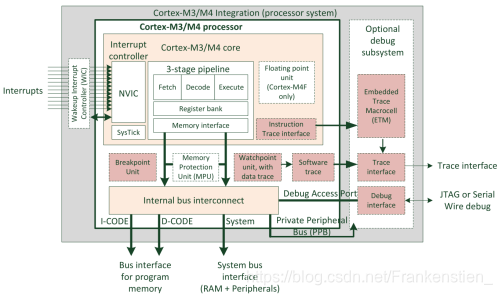 Cortex-M3/M4 Integration (processor system)
Cortex-M3/M4 processor
Optional
debug
subsystem
Interrupt
controller
Cortex-M3/M4 core
3-stage pipeline
Fetch
Decode
Execute
Register bank
Memory interface
Floating point
unit
(Cortex-M4F
only)
NVIC
SysTick
Wakeup Interrupt
Controller (WIC)
Interrupts
Instruction
Trace interface
Embedded
Trace
Macrocell
(ETM)
Breakpoint
Unit
Memory
Protection
Unit (MPU)
Watchpoint
unit, with
data trace
Software
trace
Trace
interface
Trace interface
Debug Access Port
Internal bus interconnect
Debug
interface
JTAG or Serial
Wire debug
I-CODE
D-CODE
System
Private Peripheral
Bus (PPB)
Bus interface
for program
memory
System bus
interface
(RAM + Peripherals)
https://blog.csdn.net/Frankenstien_